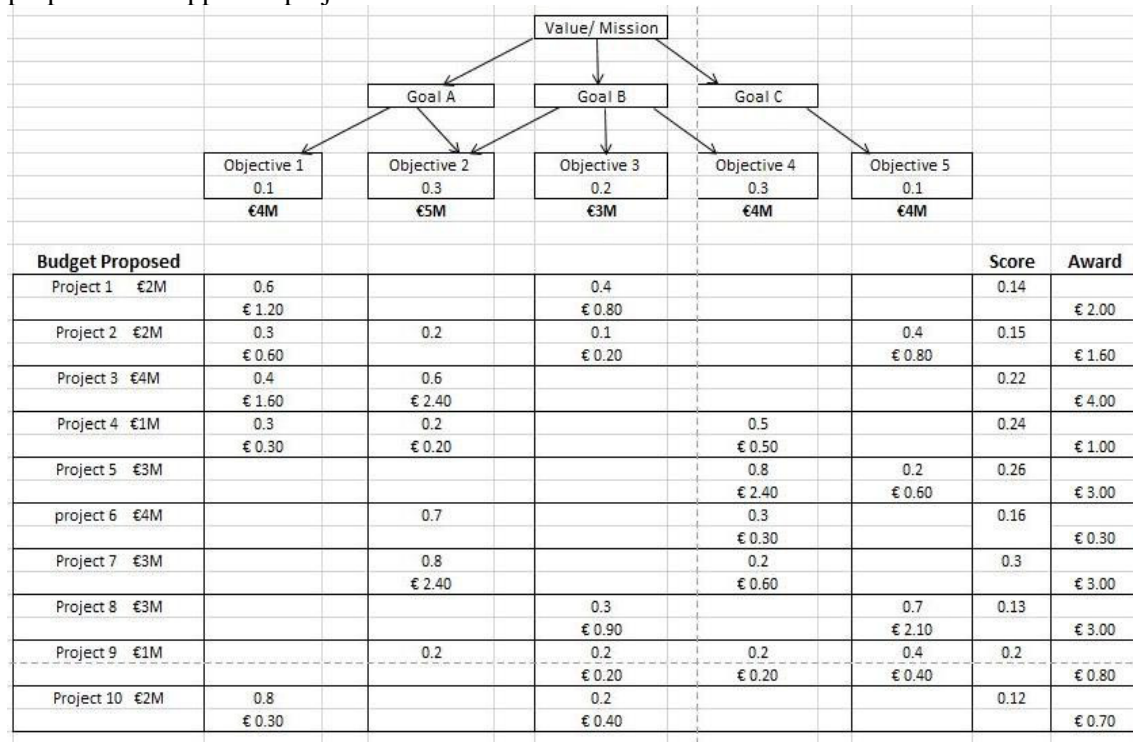 Value/ Mission
Goal A Goal B Goal C
Objective 1 Objective 2 Objective 3 Objective 4 Objective 5
0.1 0.3 0.2 0.3 0.1
€4M €5M €3M €4M €4M
Budget Proposed Score Award
Project 1 €2M 0.6 0.4 0.14
€ 1.20 € 0.80 € 2.00
Project 2 €2M 0.3 0.2 0.1 0.4 0.15
€ 0.60 € 0.20 € 0.80 € 1.60
Project 3 €4M 0.4 0.6 0.22
€ 1.60 € 2.40 € 4.00
Project 4 €1M 0.3 0.2 0.5 0.24
€ 0.30 € 0.20 € 0.50 € 1.00
Project 5 €3M 0.8 0.2 0.26
€ 2.40 € 0.60 € 3.00
project 6 €4M 0.7 0.3 0.16
€ 0.30 € 0.30
Project 7 €3M 0.8 0.2 0.3
€ 2.40 € 0.60 € 3.00
Project 8 €3M 0.3 0.7 0.13
€ 0.90 € 2.10 € 3.00
Project 9 €1M 0.2 0.2 0.2 0.4 0.2
€ 0.20 € 0.20 € 0.40 € 0.80
Project 10 €2M 0.8 0.2 0.12
€ 0.30 € 0.40 € 0.70